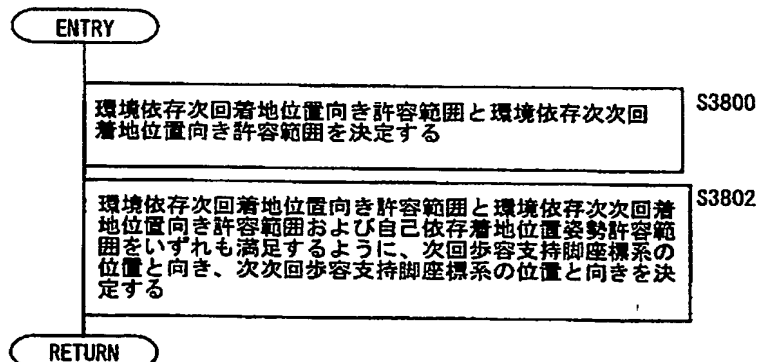 ENTRY
環境依存次回着地位置向き許容範囲と環境依存次次回
着地位置向き許容範囲を決定する
S3800
環境依存次回着地位置向き許容範囲と環境依存次次回着
地位置向き許容範囲および自己依存着地位置姿勢許容範
囲をいずれも満足するように、次回歩容支持脚座標系の
位置と向き、次次回歩容支持脚座標系の位置と向きを決
定する
S3802
RETURN